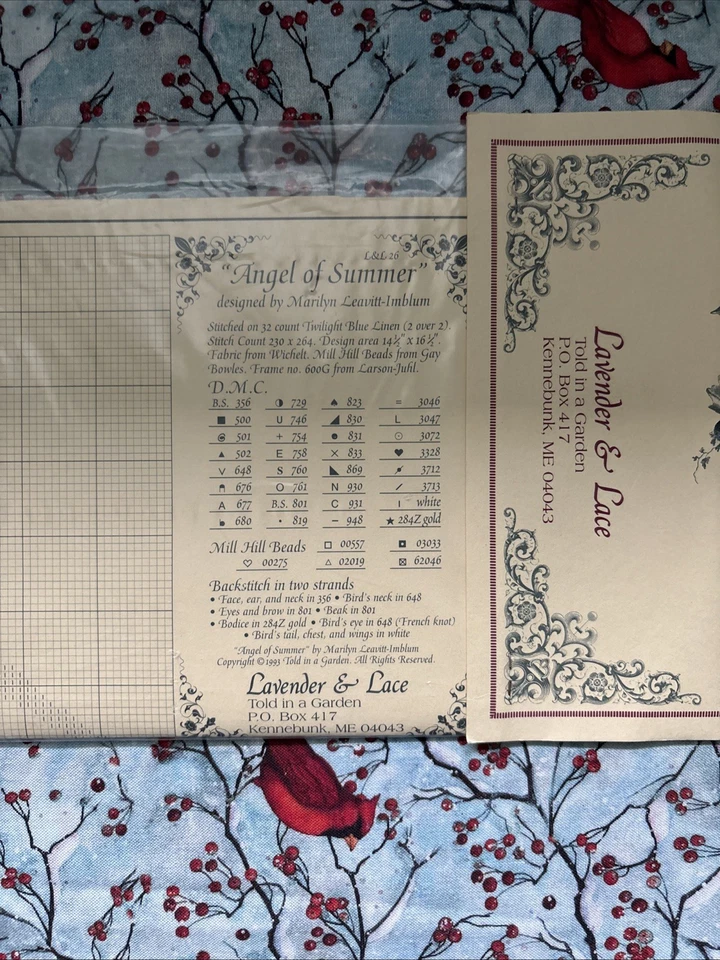 L&L 26
"Angel of Summer"
designed by Marilyn Leavitt-Imblum
Stitched on 32 count Twilight Blue Linen (2 over 2).
Stitch Count 230 x 264. Design area 14½" x 16½".
Fabric from Wichelt. Mill Hill Beads from Gay
Bowles. Frame no. 600G from Larson-Juhl.
D.M.C.
B.S. 356 ◑ 729 ♠ 823 = 3046
■ 500 U 746 ◢ 830 L 3047
501 + 754 831 ⊙ 3072
▲ 502 E 758 × 833 ♥ 3328
V 648 S 760 ◣ 869 3712
676 O 761 N 930 / 3713
A 677 B.S. 801 C 931 ı white
680 • 819 – 948 ★ 284Z gold
Mill Hill Beads □ 00557 03033
♡ 00275 △ 02019 ⊠ 62046
Backstitch in two strands
• Face, ear, and neck in 356 • Bird's neck in 648
• Eyes and brow in 801 • Beak in 801
• Bodice in 284Z gold • Bird's eye in 648 (French knot)
• Bird's tail, chest, and wings in white
"Angel of Summer" by Marilyn Leavitt-Imblum
Copyright ©1993 Told in a Garden. All Rights Reserved.
Lavender & Lace
Told in a Garden
P.O. Box 417
Kennebunk, ME 04043
Lavender & Lace
Told in a Garden
P.O. Box 417
Kennebunk, ME 04043